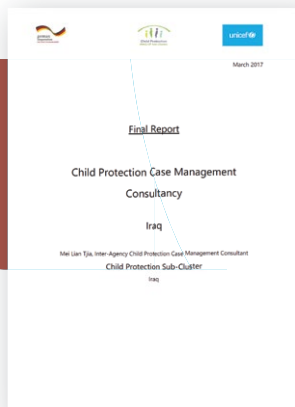 unicef
March 2017
Final Report
Child Protection Case Management
Consultancy
Iraq
Mei Lian Tjia, Inter-Agency Child Protection Case Management Consultant
Child Protection Sub-Cluster
Iraq